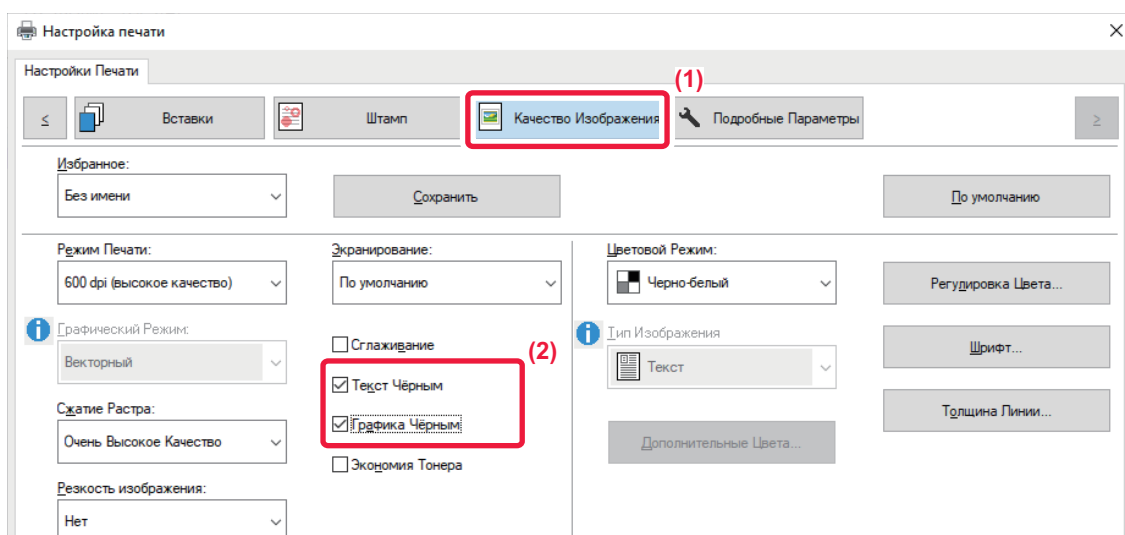 Настройка печати
Настройки Печати
(1)
≤ Вставки Штамп Качество Изображения Подробные Параметры ≥
Избранное:
Без имени Сохранить По умолчанию
Режим Печати: Экранирование: Цветовой Режим:
600 dpi (высокое качество) По умолчанию Черно-белый Регулировка Цвета...
Графический Режим: Сглаживание Тип Изображения
(2)
Векторный Текст Чёрным Текст Шрифт...
Сжатие Растра: Графика Чёрным Толщина Линии...
Очень Высокое Качество Экономия Тонера Дополнительные Цвета...
Резкость изображения:
Нет